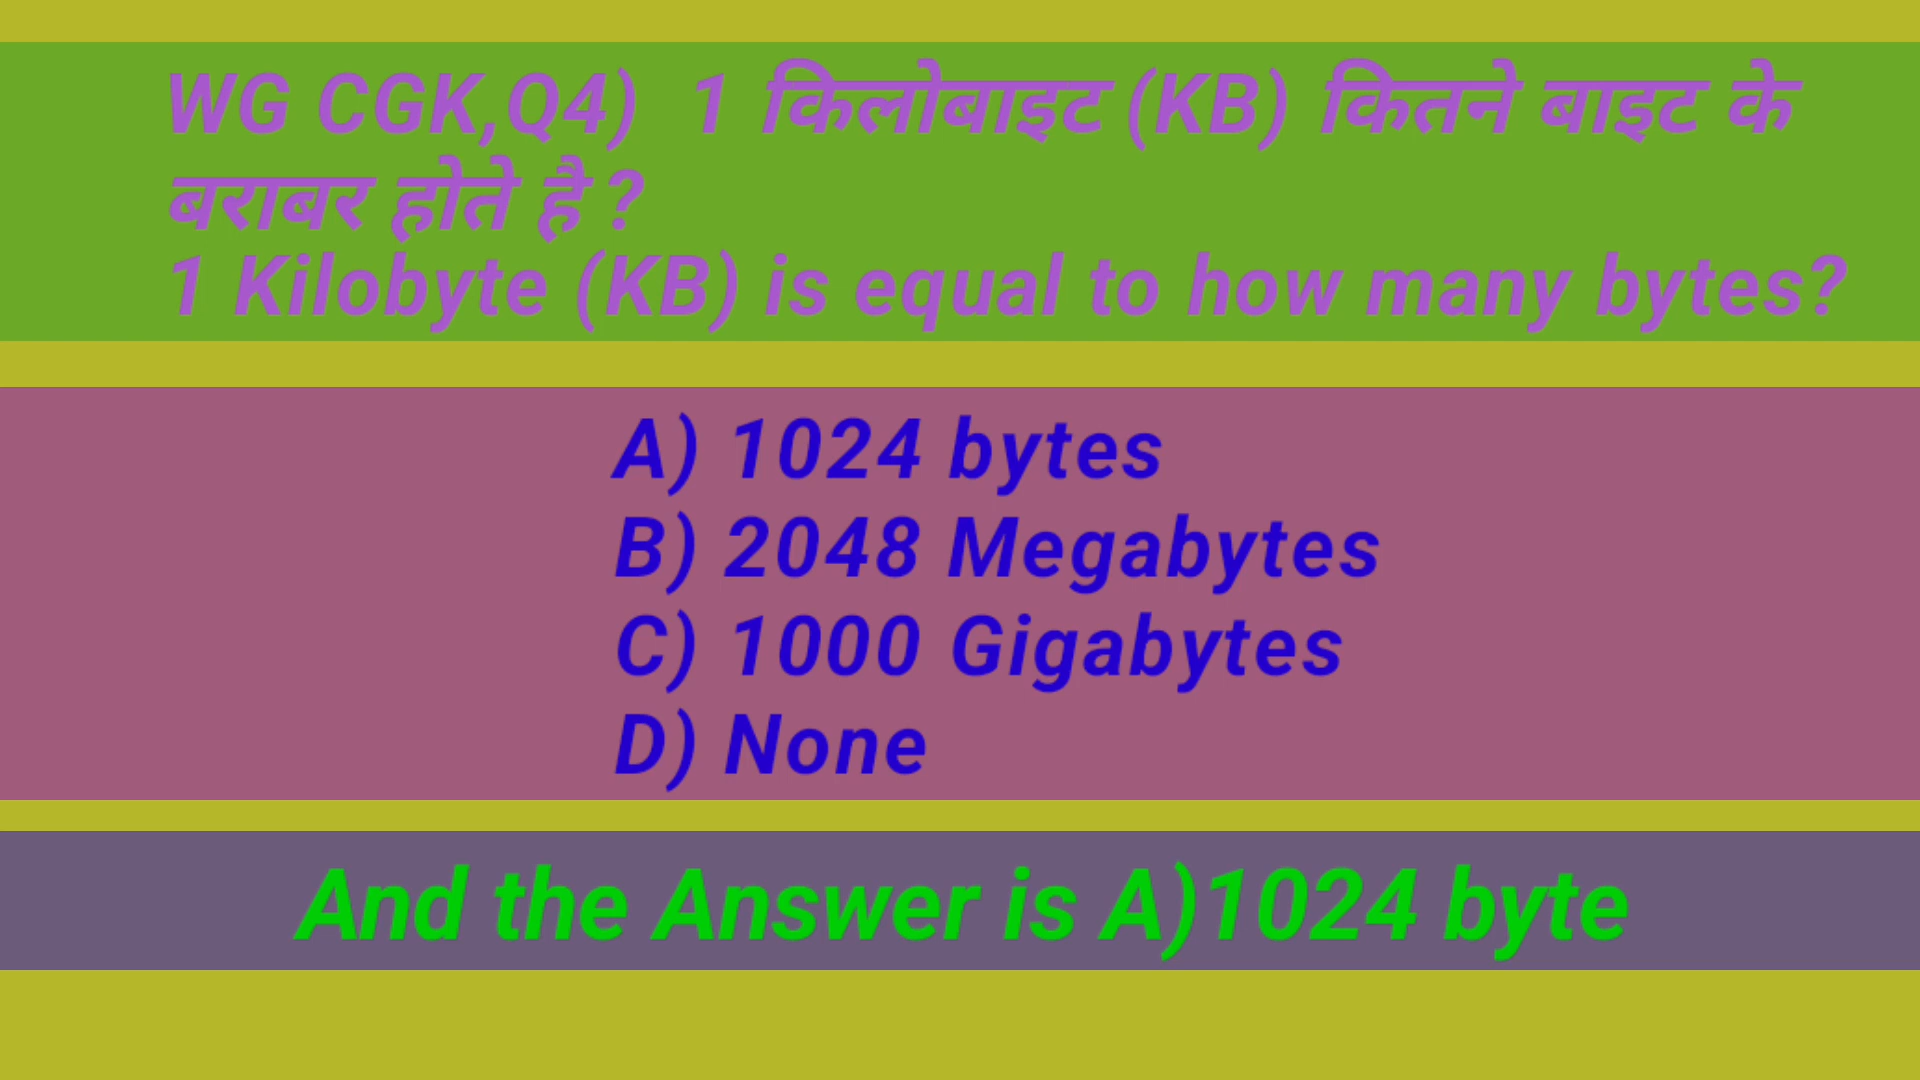 WG CGK,Q4)  1 किलोबाइट (KB) कितने बाइट के
बराबर होते है ?
1 Kilobyte (KB) is equal to how many bytes?
A) 1024 bytes
B) 2048 Megabytes
C) 1000 Gigabytes
D) None
And the Answer is A)1024 byte